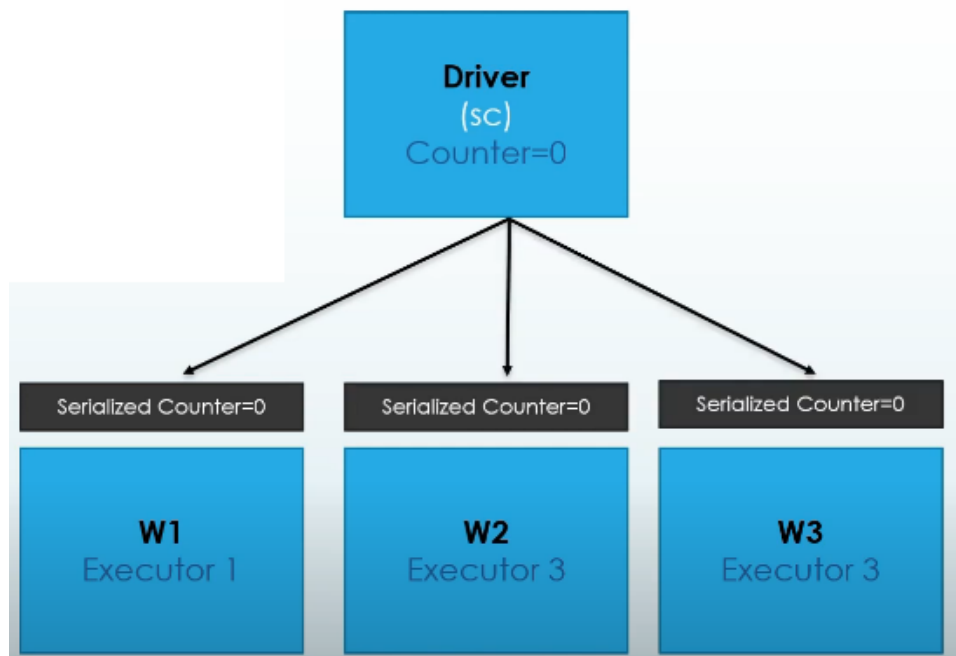 Driver
(sc)
Counter=0
Serialized Counter=0
Serialized Counter=0
Serialized Counter=0
W1
Executor 1
W2
Executor 3
W3
Executor 3